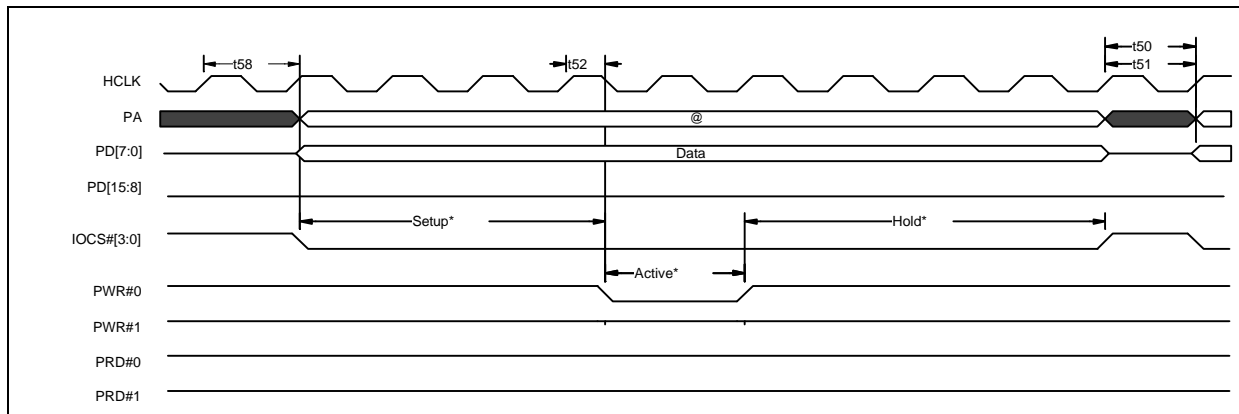 t50
t58
t52
t51
HCLK
PA
@
PD[7:0]
Data
PD[15:8]
Setup*
Hold*
IOCS#[3:0]
Active*
PWR#0
PWR#1
PRD#0
PRD#1